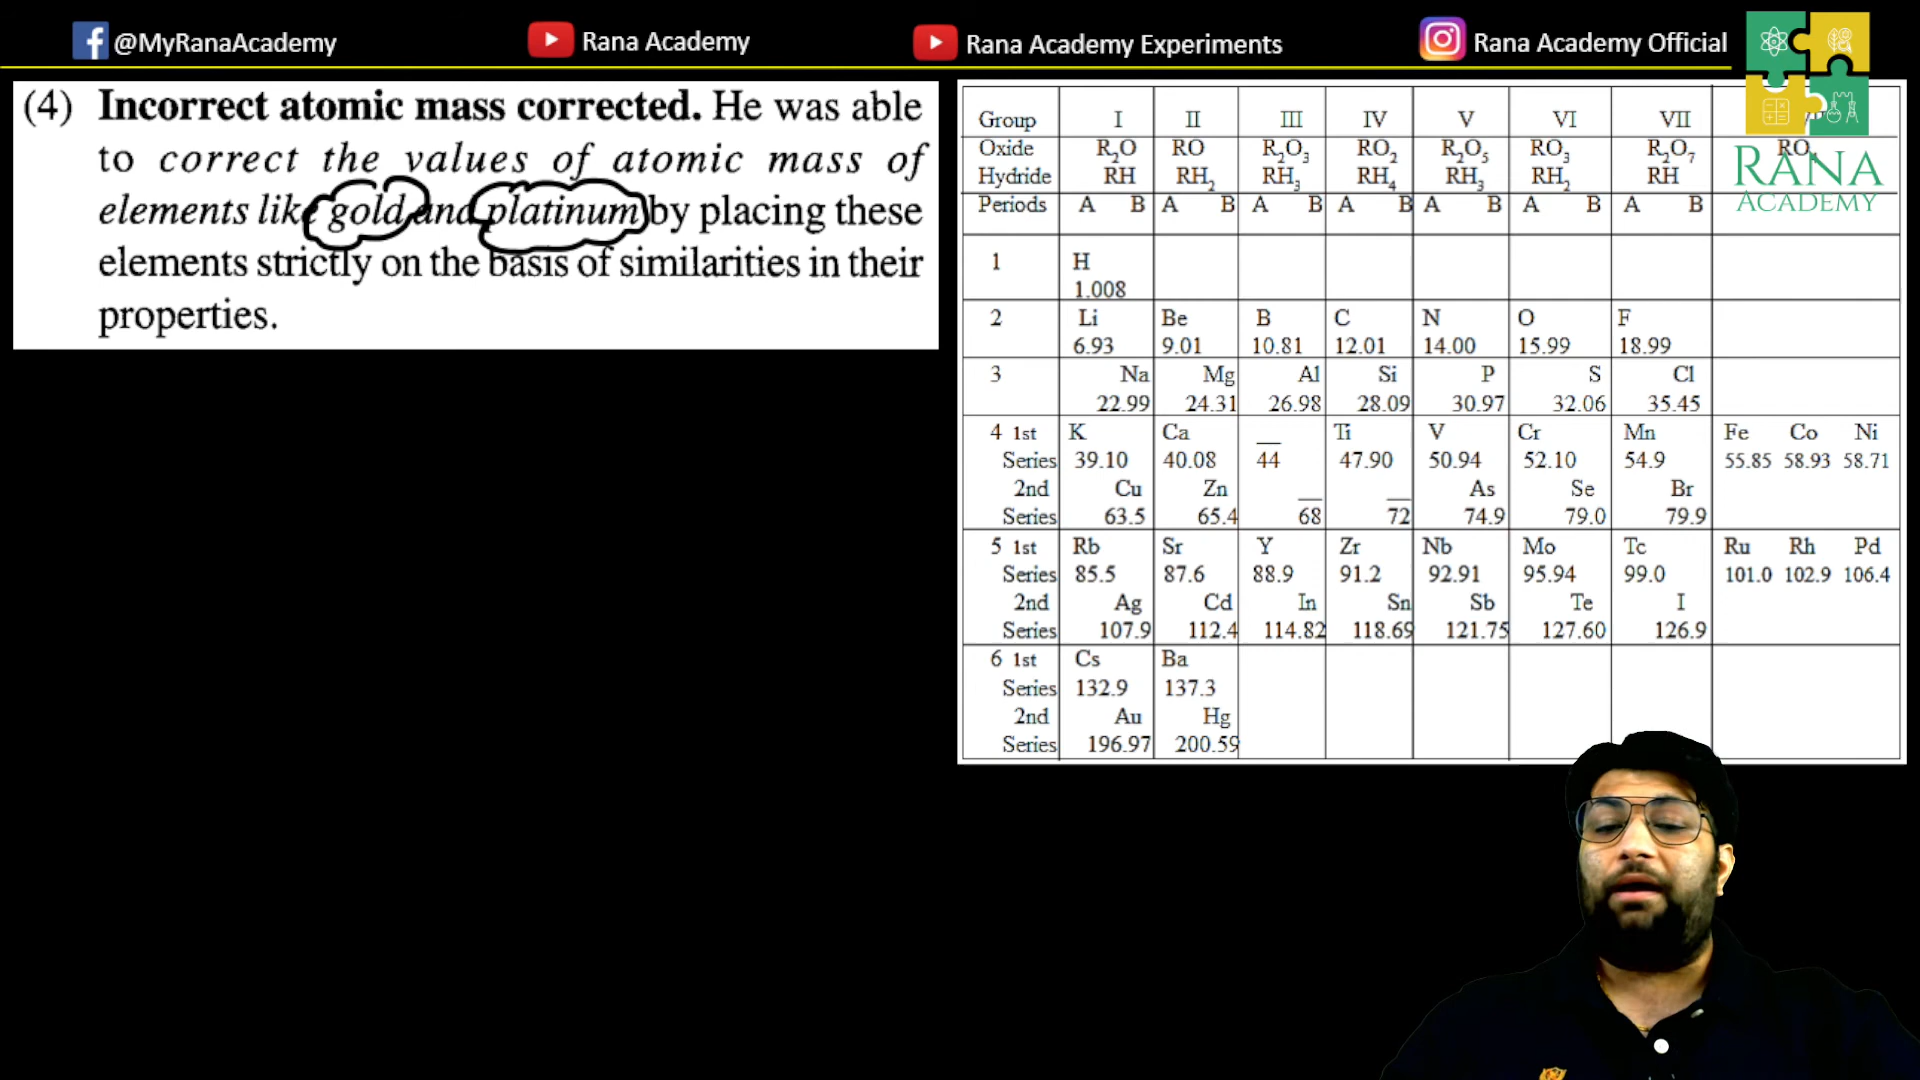 @MyRanaAcademy
Rana Academy
Rana Academy Experiments
Rana Academy Official
RANA
ACADEMY
(4) Incorrect atomic mass corrected. He was able
to correct the values of atomic mass of
elements like gold and platinum by placing these
elements strictly on the basis of similarities in their
properties.
Group I II III IV V VI VII
Oxide R₂O RO R₂O₃ RO₂ R₂O₅ RO₃ R₂O₇ RO₄
Hydride RH RH₂ RH₃ RH₄ RH₃ RH₂ RH
Periods A B A B A B A B A B A B A B
1 H
1.008
2 Li Be B C N O F
6.93 9.01 10.81 12.01 14.00 15.99 18.99
3 Na Mg Al Si P S Cl
22.99 24.31 26.98 28.09 30.97 32.06 35.45
4 1st K Ca __ Ti V Cr Mn Fe Co Ni
Series 39.10 40.08 44 47.90 50.94 52.10 54.9 55.85 58.93 58.71
2nd Cu Zn __ __ As Se Br
Series 63.5 65.4 68 72 74.9 79.0 79.9
5 1st Rb Sr Y Zr Nb Mo Tc Ru Rh Pd
Series 85.5 87.6 88.9 91.2 92.91 95.94 99.0 101.0 102.9 106.4
2nd Ag Cd In Sn Sb Te I
Series 107.9 112.4 114.82 118.69 121.75 127.60 126.9
6 1st Cs Ba
Series 132.9 137.3
2nd Au Hg
Series 196.97 200.59